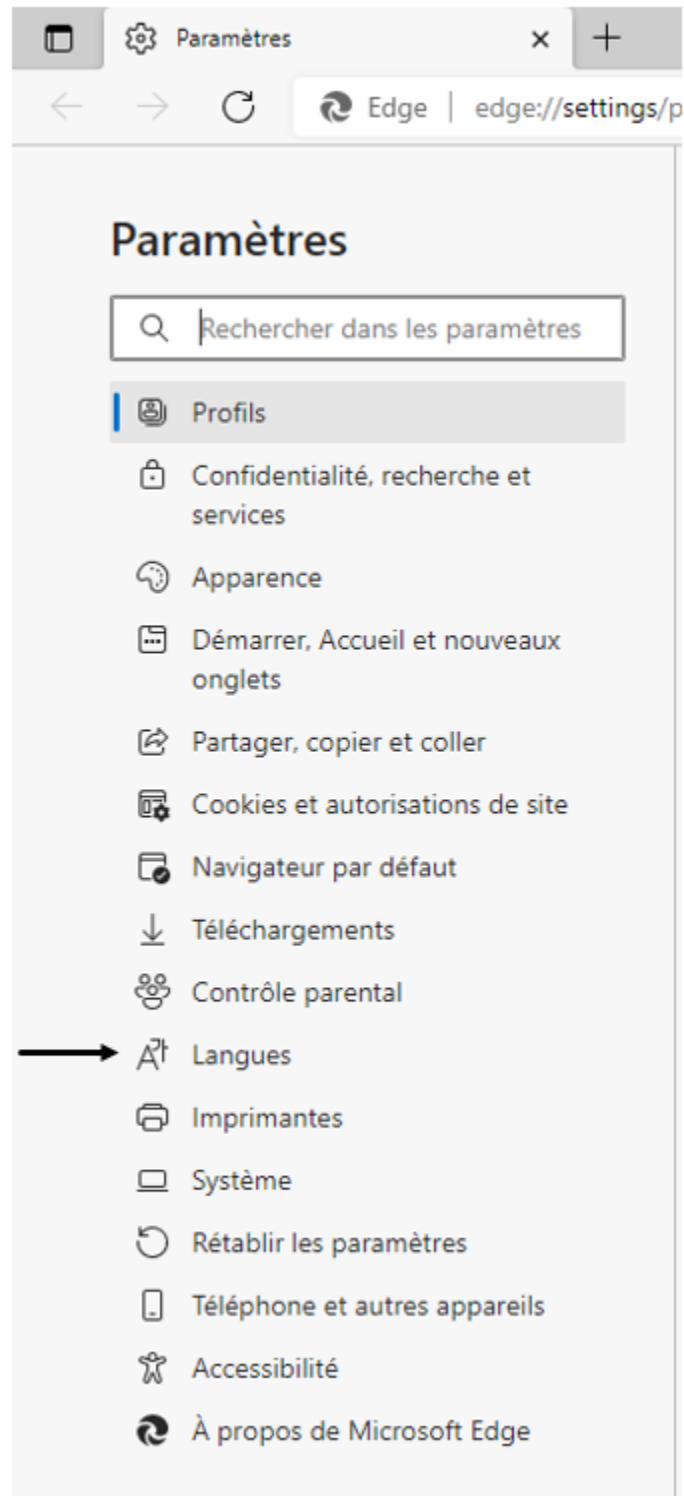 Paramètres
Edge | edge://settings/p
Paramètres
Rechercher dans les paramètres
Profils
Confidentialité, recherche et
services
Apparence
Démarrer, Accueil et nouveaux
onglets
Partager, copier et coller
Cookies et autorisations de site
Navigateur par défaut
Téléchargements
Contrôle parental
Langues
Imprimantes
Système
Rétablir les paramètres
Téléphone et autres appareils
Accessibilité
À propos de Microsoft Edge